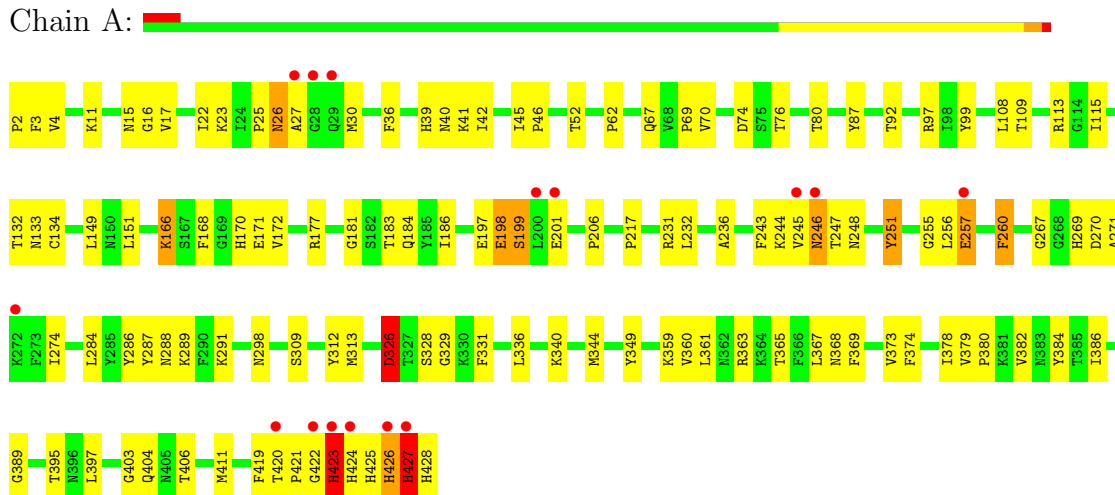 Chain A:
P2 F3 V4 K11 N15 G16 V17 I22 K23 I24 P25 N26 A27 G28 Q29 M30 F36 H39 N40 K41 I42 I45 P46 T52 P62 Q67 V68 P69 V70 D74 S75 T76 T80 Y87 T92 R97 I98 Y99 L108 T109 R113 G114 I115
T132 N133 C134 L149 N150 L151 K166 S167 F168 G169 H170 E171 V172 R177 G181 S182 T183 Q184 Y185 I186 E197 E198 S199 L200 E201 P206 P217 R231 L232 A236 F243 K244 V245 N246 T247 N248 Y251 G255 L256 E257 F260 G267 G268 H269 D270 A271
K272 F273 I274 L284 Y285 Y286 Y287 N288 K289 F290 K291 N298 S309 Y312 M313 D326 T327 S328 G329 K330 F331 L336 K340 M344 Y349 K359 V360 L361 N362 R363 K364 T365 F366 L367 N368 F369 V373 F374 I378 V379 P380 K381 V382 N383 Y384 T385 I386
G389 T395 N396 L397 G403 Q404 N405 T406 M411 F419 T420 P421 G422 H423 H424 H425 H426 H427 H428